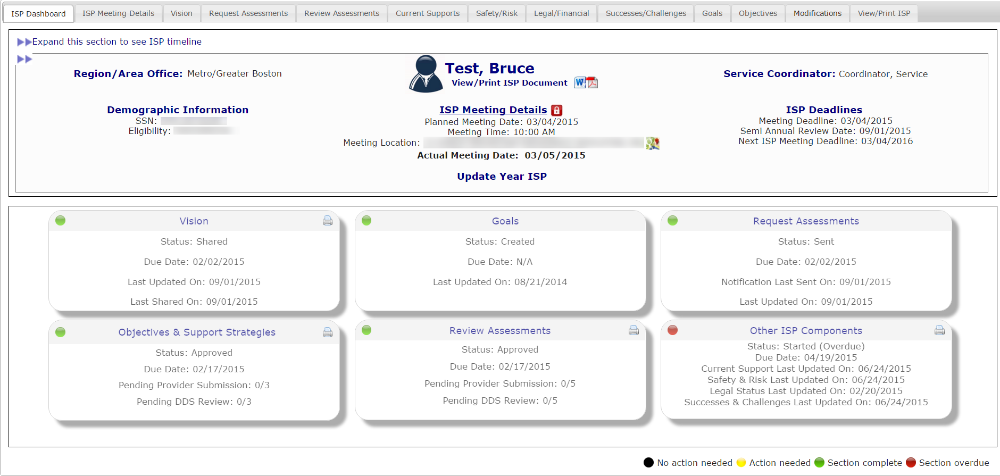 ISP Dashboard ISP Meeting Details Vision Request Assessments Review Assessments Current Supports Safety/Risk Legal/Financial Successes/Challenges Goals Objectives Modifications View/Print ISP
Expand this section to see ISP timeline
Region/Area Office: Metro/Greater Boston
Test, Bruce
View/Print ISP Document
Service Coordinator: Coordinator, Service
Demographic Information
SSN:
Eligibility:
ISP Meeting Details
Planned Meeting Date: 03/04/2015
Meeting Time: 10:00 AM
Meeting Location:
Actual Meeting Date: 03/05/2015
Update Year ISP
ISP Deadlines
Meeting Deadline: 03/04/2015
Semi Annual Review Date: 09/01/2015
Next ISP Meeting Deadline: 03/04/2016
Vision
Status: Shared
Due Date: 02/02/2015
Last Updated On: 09/01/2015
Last Shared On: 09/01/2015
Goals
Status: Created
Due Date: N/A
Last Updated On: 08/21/2014
Request Assessments
Status: Sent
Due Date: 02/02/2015
Notification Last Sent On: 09/01/2015
Last Updated On: 09/01/2015
Objectives & Support Strategies
Status: Approved
Due Date: 02/17/2015
Pending Provider Submission: 0/3
Pending DDS Review: 0/3
Review Assessments
Status: Approved
Due Date: 02/17/2015
Pending Provider Submission: 0/5
Pending DDS Review: 0/5
Other ISP Components
Status: Started (Overdue)
Due Date: 04/19/2015
Current Support Last Updated On: 06/24/2015
Safety & Risk Last Updated On: 06/24/2015
Legal Status Last Updated On: 02/20/2015
Successes & Challenges Last Updated On: 06/24/2015
No action needed Action needed Section complete Section overdue